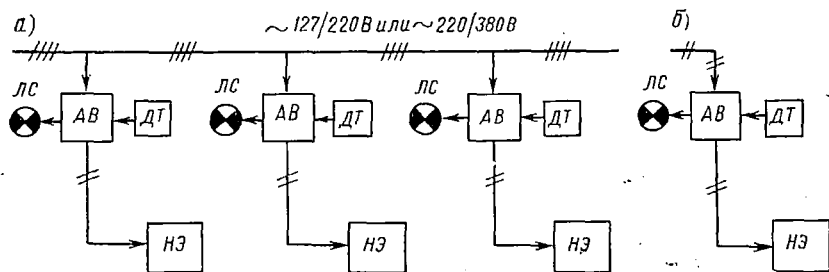 а) ~127/220В или ~220/380В б)
ЛС ЛС ЛС ЛС
АВ ДТ АВ ДТ АВ ДТ АВ ДТ
НЭ НЭ НЭ НЭ